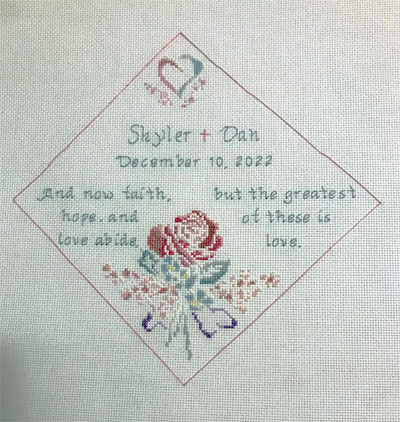 Skyler + Dan
December 10, 2022
And now faith, but the greatest
hope. and of these is
love abide, love.